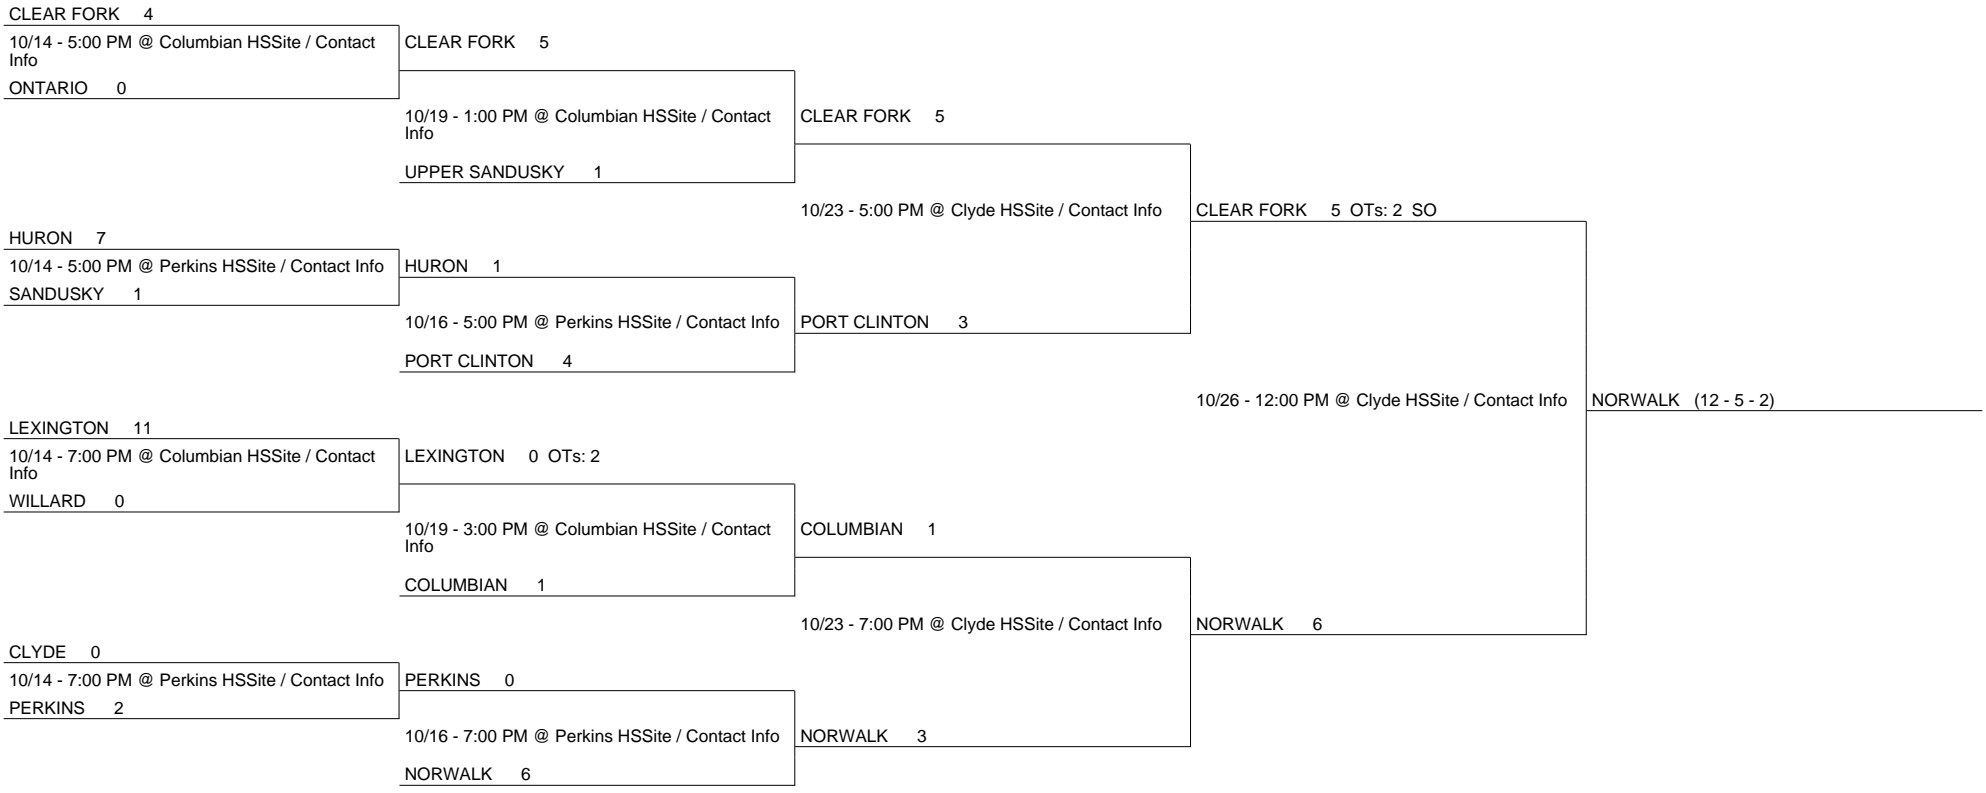 CLEAR FORK 4
10/14 - 5:00 PM @ Columbian HSSite / Contact
Info
ONTARIO 0
CLEAR FORK 5
10/19 - 1:00 PM @ Columbian HSSite / Contact
Info
UPPER SANDUSKY 1
CLEAR FORK 5
10/23 - 5:00 PM @ Clyde HSSite / Contact Info
CLEAR FORK 5 OTs: 2 SO
HURON 7
10/14 - 5:00 PM @ Perkins HSSite / Contact Info
SANDUSKY 1
HURON 1
10/16 - 5:00 PM @ Perkins HSSite / Contact Info
PORT CLINTON 4
PORT CLINTON 3
10/26 - 12:00 PM @ Clyde HSSite / Contact Info
NORWALK (12 - 5 - 2)
LEXINGTON 11
10/14 - 7:00 PM @ Columbian HSSite / Contact
Info
WILLARD 0
LEXINGTON 0 OTs: 2
10/19 - 3:00 PM @ Columbian HSSite / Contact
Info
COLUMBIAN 1
COLUMBIAN 1
10/23 - 7:00 PM @ Clyde HSSite / Contact Info
NORWALK 6
CLYDE 0
10/14 - 7:00 PM @ Perkins HSSite / Contact Info
PERKINS 2
PERKINS 0
10/16 - 7:00 PM @ Perkins HSSite / Contact Info
NORWALK 6
NORWALK 3